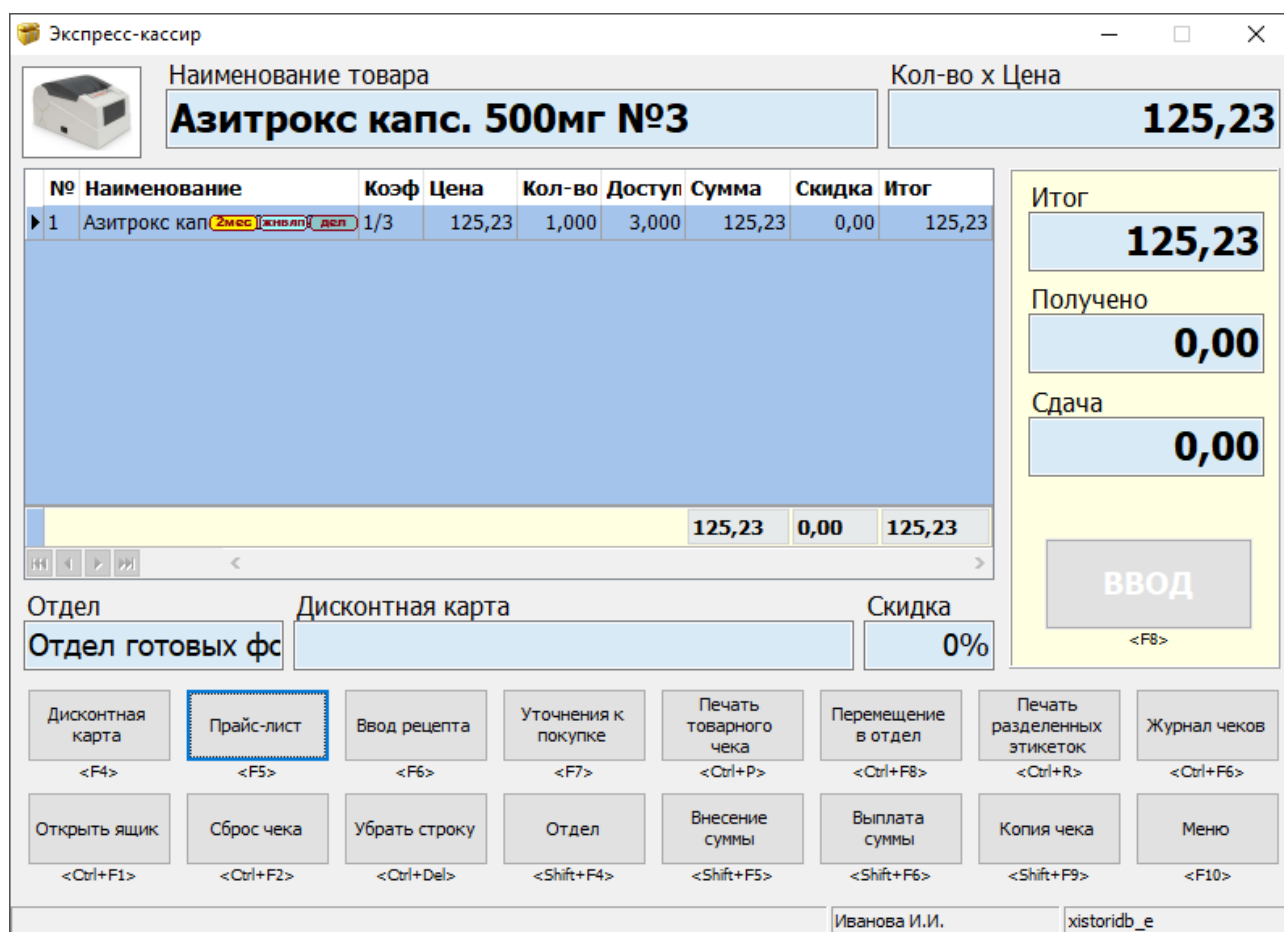 Экспресс-кассир
Наименование товара
Кол-во x Цена
Азитрокс капс. 500мг №3
125,23
№ Наименование Коэф Цена Кол-во Доступ Сумма Скидка Итог
1 Азитрокс кап 2мес жнвлп дел 1/3 125,23 1,000 3,000 125,23 0,00 125,23
125,23 0,00 125,23
Итог
125,23
Получено
0,00
Сдача
0,00
ВВОД
<F8>
Отдел Дисконтная карта Скидка
Отдел готовых фо 0%
Дисконтная карта
<F4>
Прайс-лист
<F5>
Ввод рецепта
<F6>
Уточнения к покупке
<F7>
Печать товарного чека
<Ctrl+P>
Перемещение в отдел
<Ctrl+F8>
Печать разделенных этикеток
<Ctrl+R>
Журнал чеков
<Ctrl+F6>
Открыть ящик
<Ctrl+F1>
Сброс чека
<Ctrl+F2>
Убрать строку
<Ctrl+Del>
Отдел
<Shift+F4>
Внесение суммы
<Shift+F5>
Выплата суммы
<Shift+F6>
Копия чека
<Shift+F9>
Меню
<F10>
Иванова И.И.
xistoridb_e